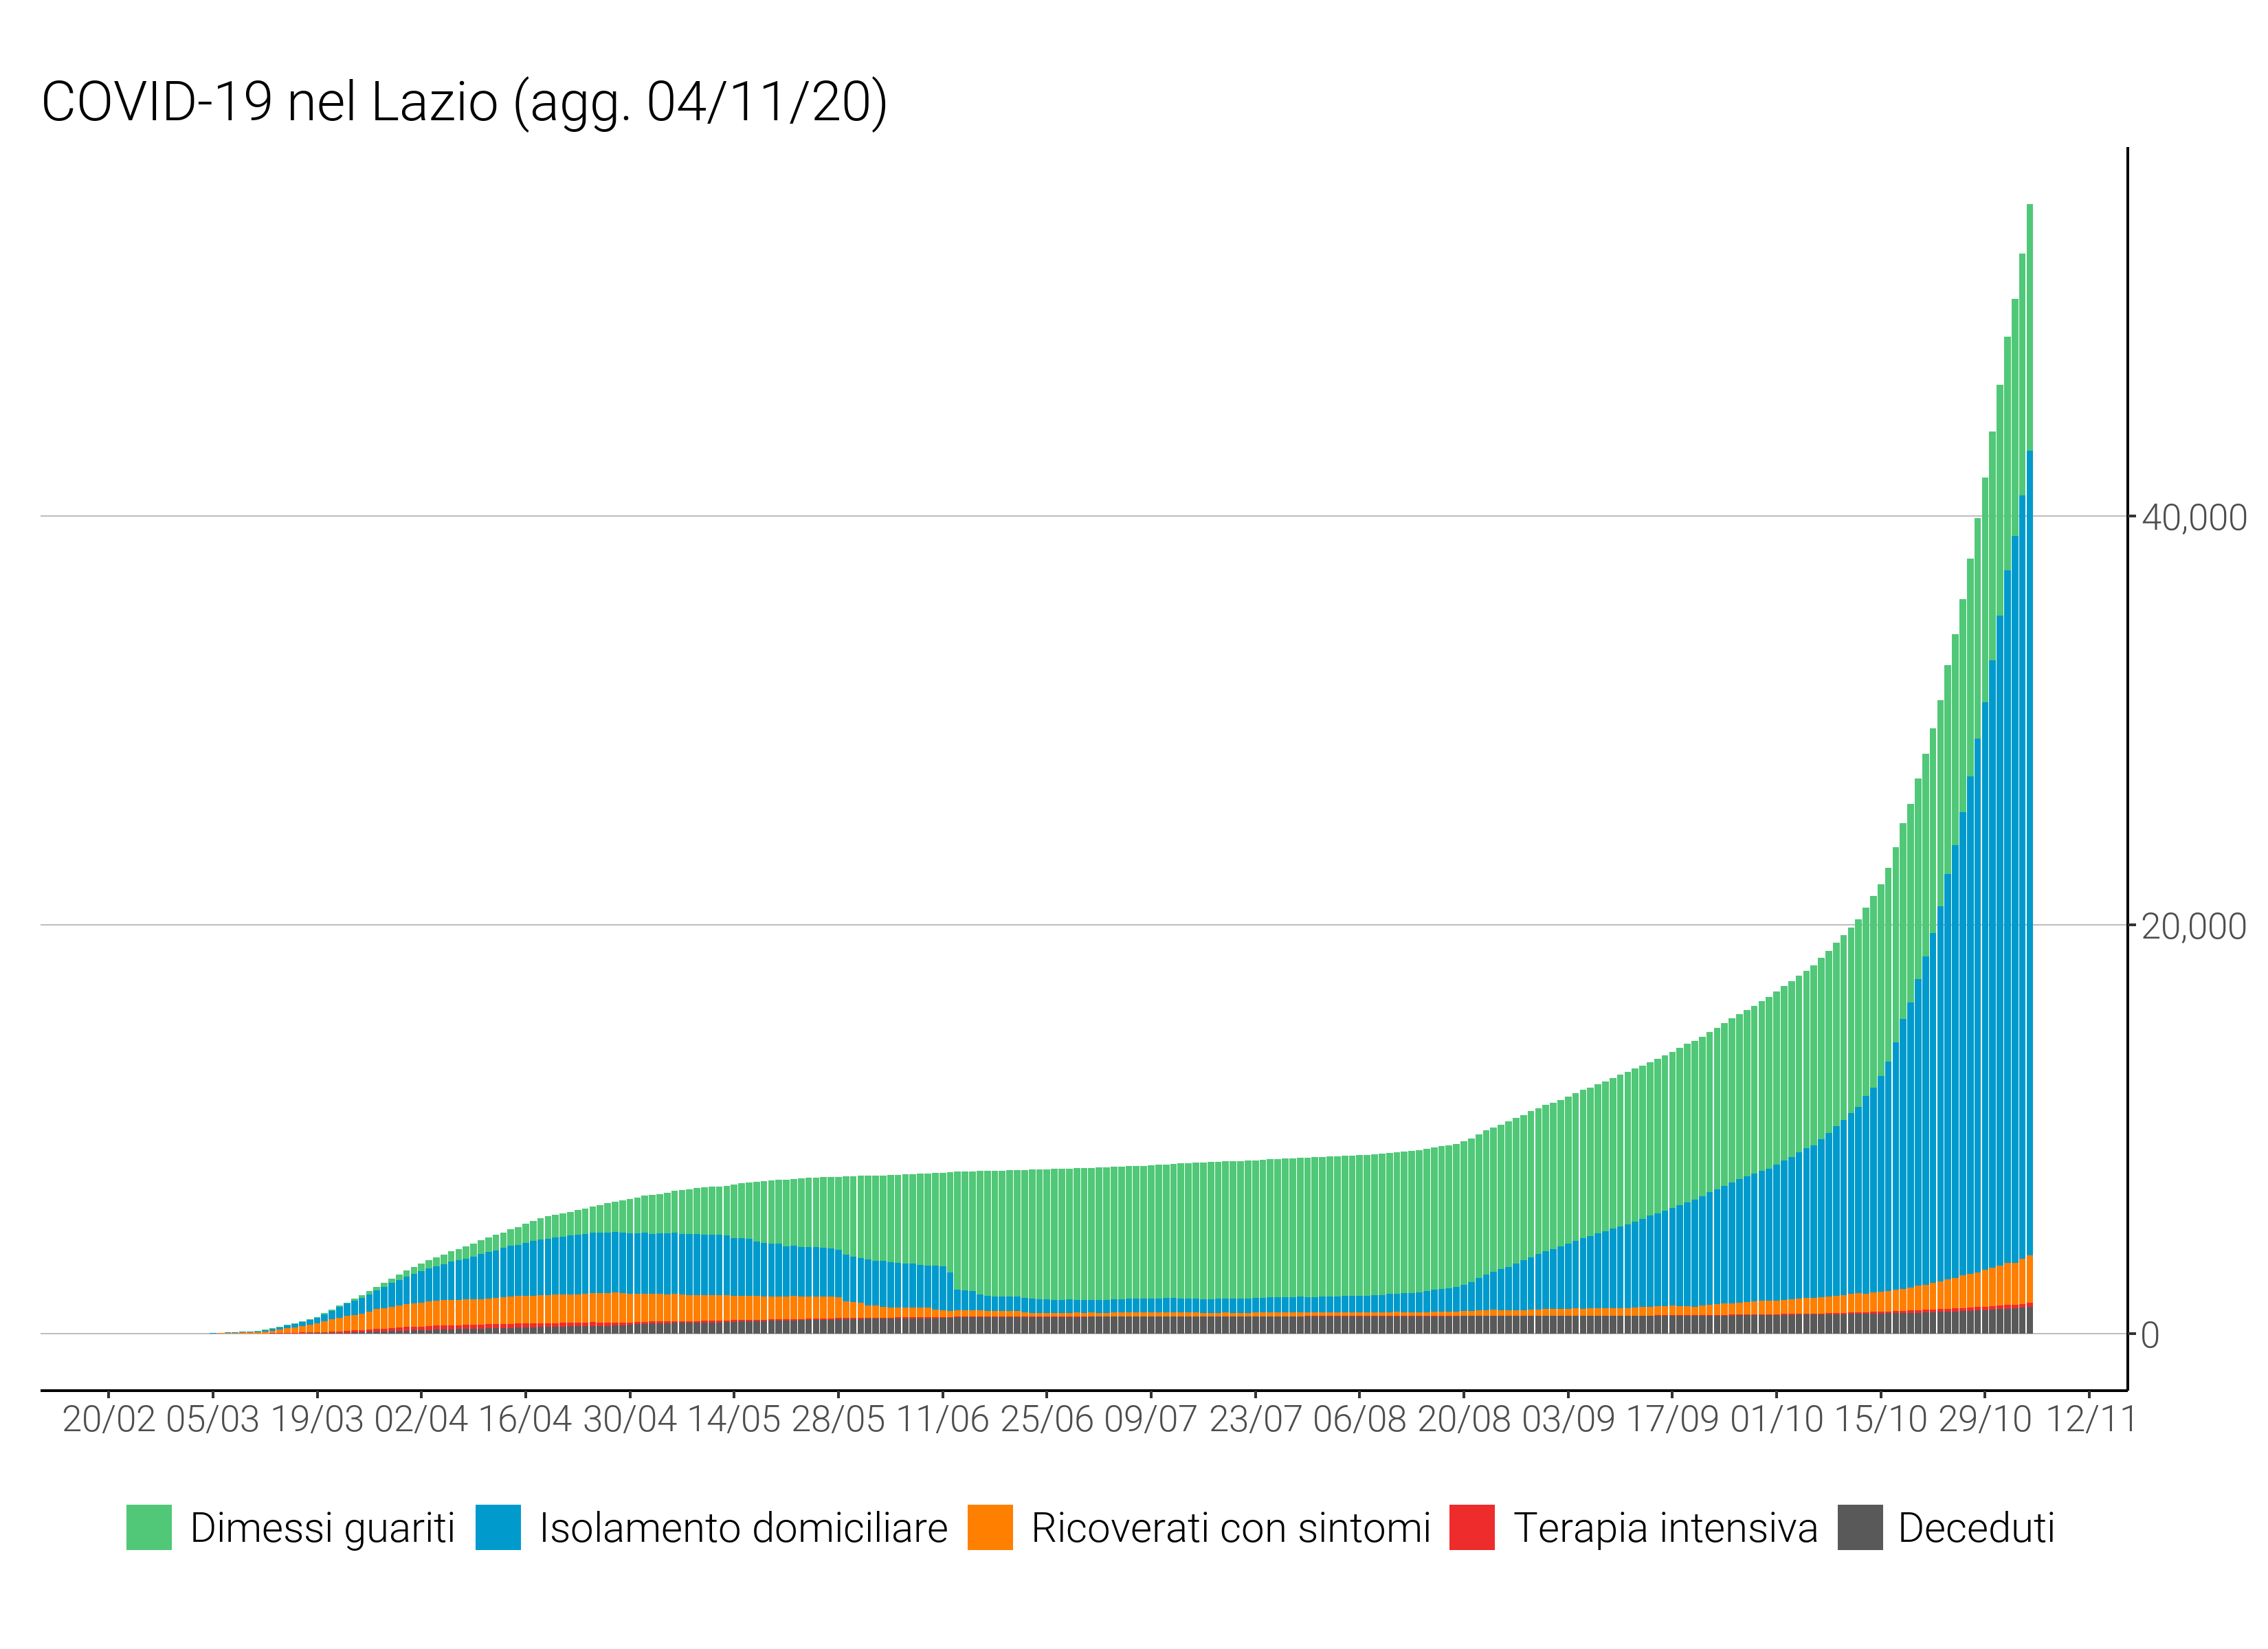 COVID-19 nel Lazio (agg. 04/11/20)
40,000
20,000
0
20/02 05/03 19/03 02/04 16/04 30/04 14/05 28/05 11/06 25/06 09/07 23/07 06/08 20/08 03/09 17/09 01/10 15/10 29/10 12/11
Dimessi guariti Isolamento domiciliare Ricoverati con sintomi Terapia intensiva Deceduti